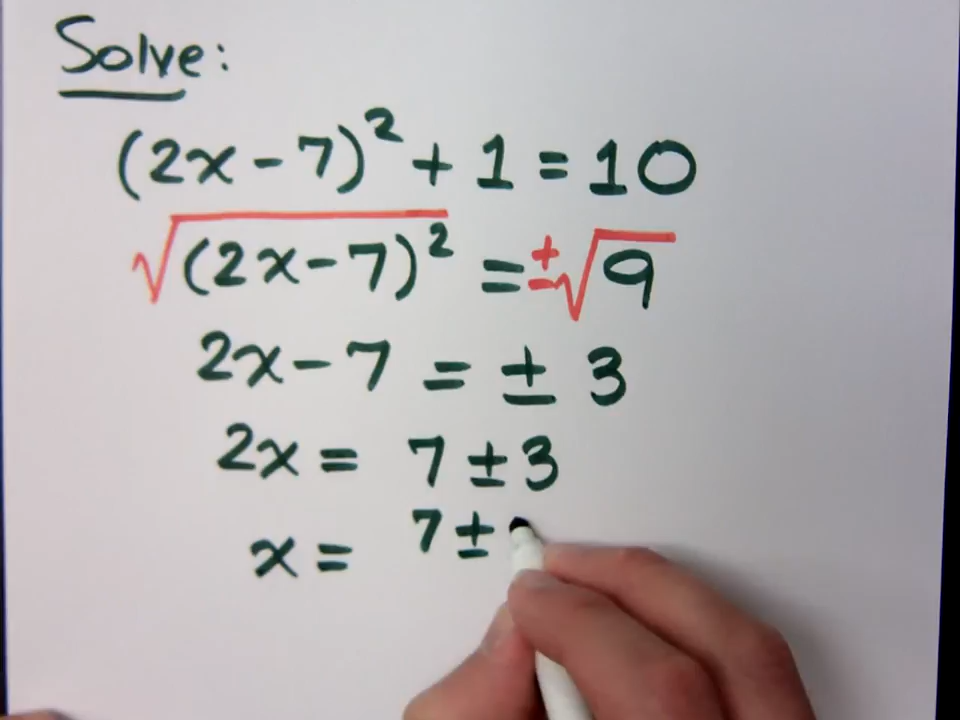 Solve:
(2x - 7)² + 1 = 10
√(2x - 7)² = ±√9
2x - 7 = ± 3
2x = 7 ± 3
x = 7 ±